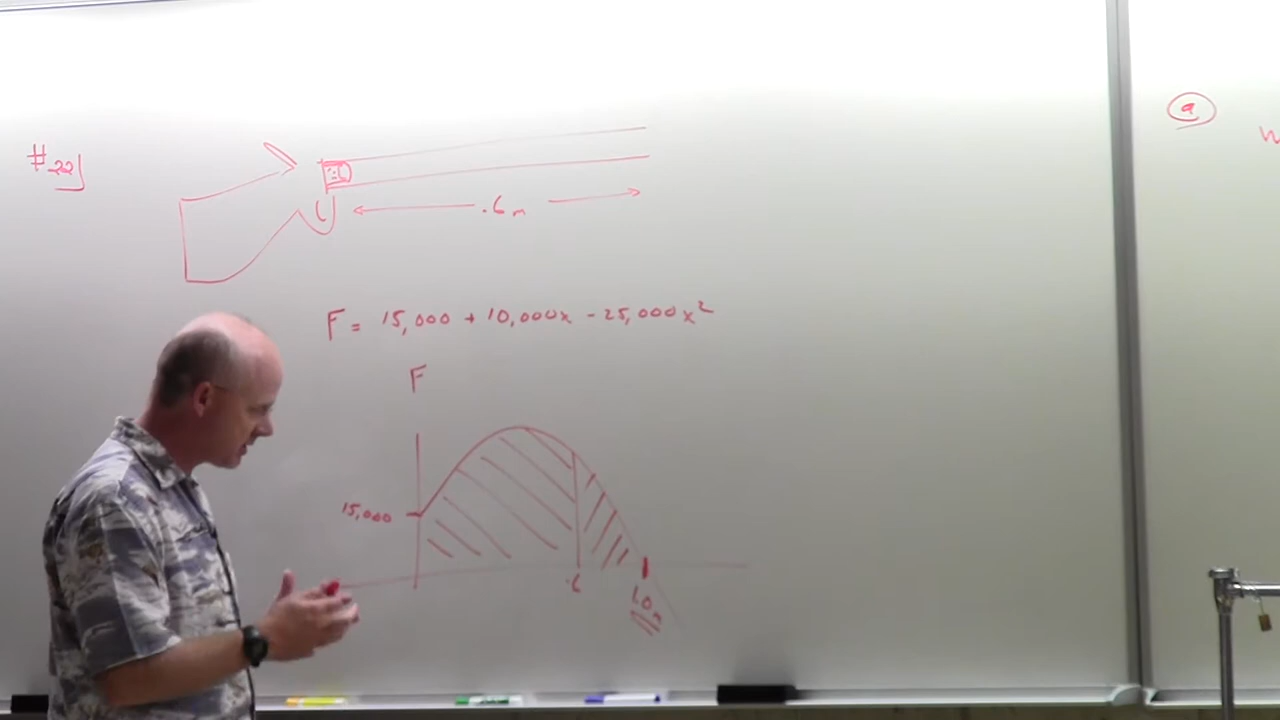 #22)
.6 m
F = 15,000 + 10,000x - 25,000x²
F
15,000
.6
1.0 m
a